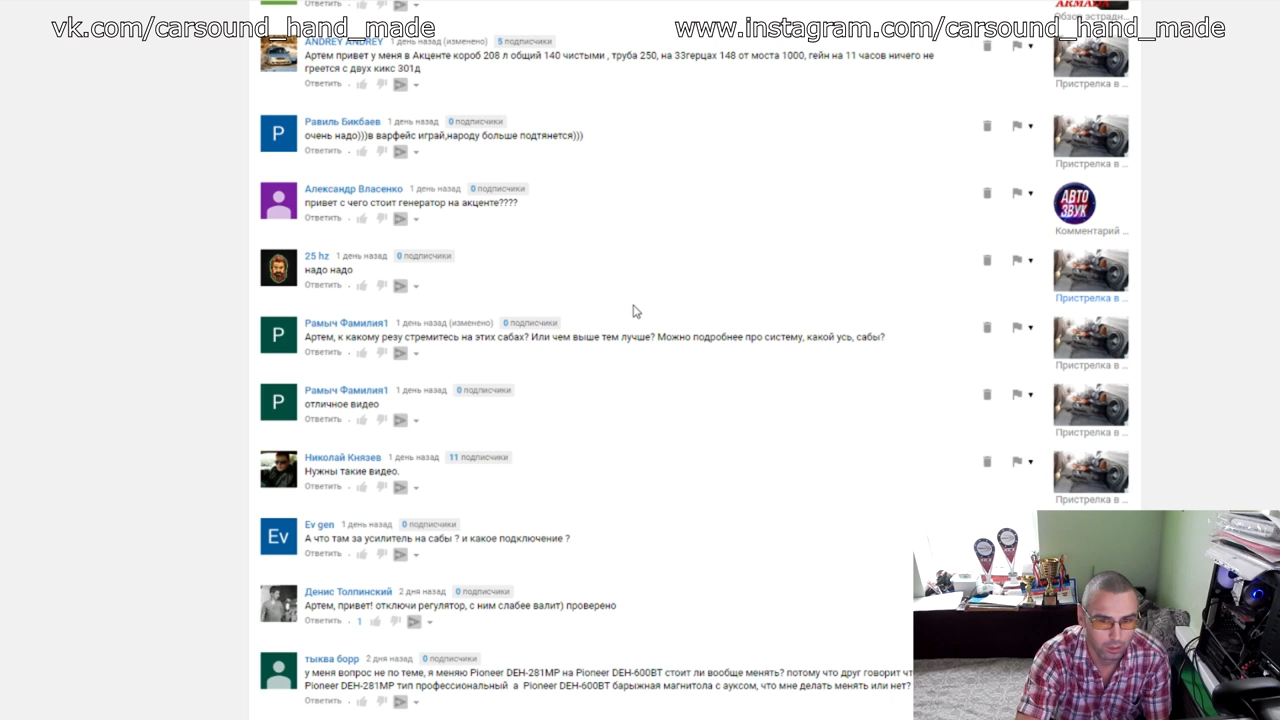 vk.com/carsound_hand_made
www.instagram.com/carsound_hand_made
ARMADA
Обзор эстрадн...
ANDREY ANDREY 1 день назад (изменено) 5 подписчики
Артем привет у меня в Акценте короб 208 л общий 140 чистыми , труба 250, на 33герцах 148 от моста 1000, гейн на 11 часов ничего не
греется с двух кикс 301д
Ответить
Пристрелка в ...
Равиль Бикбаев 1 день назад 0 подписчики
очень надо)))в варфейс играй,народу больше подтянется)))
Ответить
Пристрелка в ...
Александр Власенко 1 день назад 0 подписчики
привет с чего стоит генератор на акценте????
Ответить
АВТО
ЗВУК
Комментарий ...
25 hz 1 день назад 0 подписчики
надо надо
Ответить
Пристрелка в ...
Рамыч Фамилия1 1 день назад (изменено) 0 подписчики
Артем, к какому резу стремитесь на этих сабах? Или чем выше тем лучше? Можно подробнее про систему, какой усь, сабы?
Ответить
Пристрелка в ...
Рамыч Фамилия1 1 день назад 0 подписчики
отличное видео
Ответить
Пристрелка в ...
Николай Князев 1 день назад 11 подписчики
Нужны такие видео.
Ответить
Пристрелка в ...
Ev gen 1 день назад 0 подписчики
А что там за усилитель на сабы ? и какое подключение ?
Ответить
Денис Толпинский 2 дня назад 0 подписчики
Артем, привет! отключи регулятор, с ним слабее валит) проверено
Ответить 1
тыква борр 2 дня назад 0 подписчики
у меня вопрос не по теме, я меняю Pioneer DEH-281MP на Pioneer DEH-600BT стоит ли вообще менять? потому что друг говорит чт
Pioneer DEH-281MP тип профессиональный а Pioneer DEH-600BT барыжная магнитола с ауксом, что мне делать менять или нет?
Ответить
P
P
P
Ev